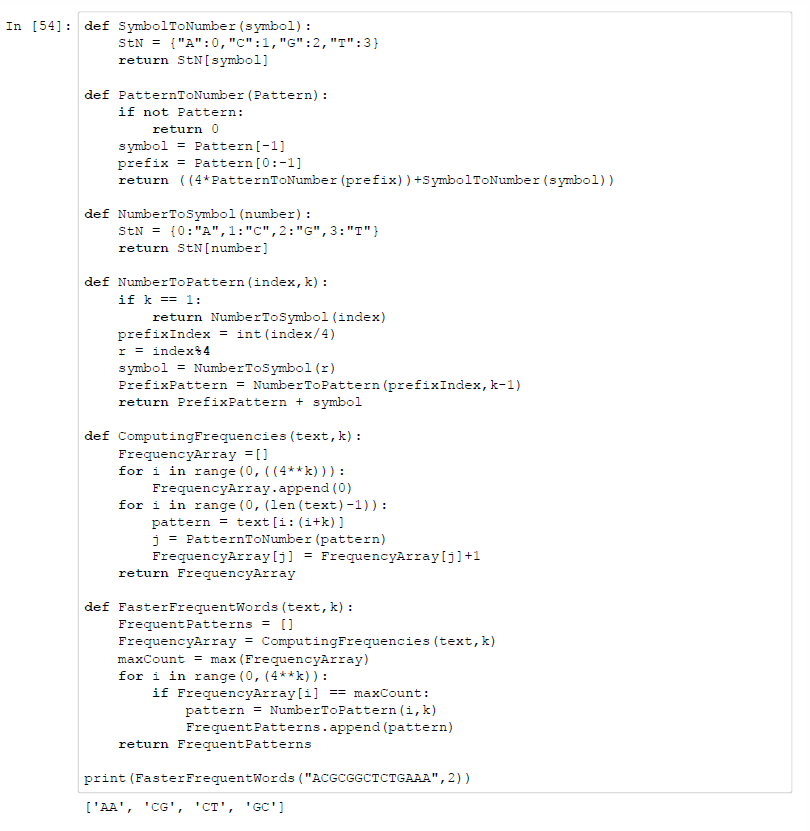 In [54]: def SymbolToNumber(symbol):
    StN = {"A":0,"C":1,"G":2,"T":3}
    return StN[symbol]

def PatternToNumber(Pattern):
    if not Pattern:
        return 0
    symbol = Pattern[-1]
    prefix = Pattern[0:-1]
    return ((4*PatternToNumber(prefix))+SymbolToNumber(symbol))

def NumberToSymbol(number):
    StN = {0:"A",1:"C",2:"G",3:"T"}
    return StN[number]

def NumberToPattern(index,k):
    if k == 1:
        return NumberToSymbol(index)
    prefixIndex = int(index/4)
    r = index%4
    symbol = NumberToSymbol(r)
    PrefixPattern = NumberToPattern(prefixIndex,k-1)
    return PrefixPattern + symbol

def ComputingFrequencies(text,k):
    FrequencyArray =[]
    for i in range(0,((4**k))):
        FrequencyArray.append(0)
    for i in range(0,(len(text)-1)):
        pattern = text[i:(i+k)]
        j = PatternToNumber(pattern)
        FrequencyArray[j] = FrequencyArray[j]+1
    return FrequencyArray

def FasterFrequentWords(text,k):
    FrequentPatterns = []
    FrequencyArray = ComputingFrequencies(text,k)
    maxCount = max(FrequencyArray)
    for i in range(0,(4**k)):
        if FrequencyArray[i] == maxCount:
            pattern = NumberToPattern(i,k)
            FrequentPatterns.append(pattern)
    return FrequentPatterns

print(FasterFrequentWords("ACGCGGCTCTGAAA",2))
['AA', 'CG', 'CT', 'GC']